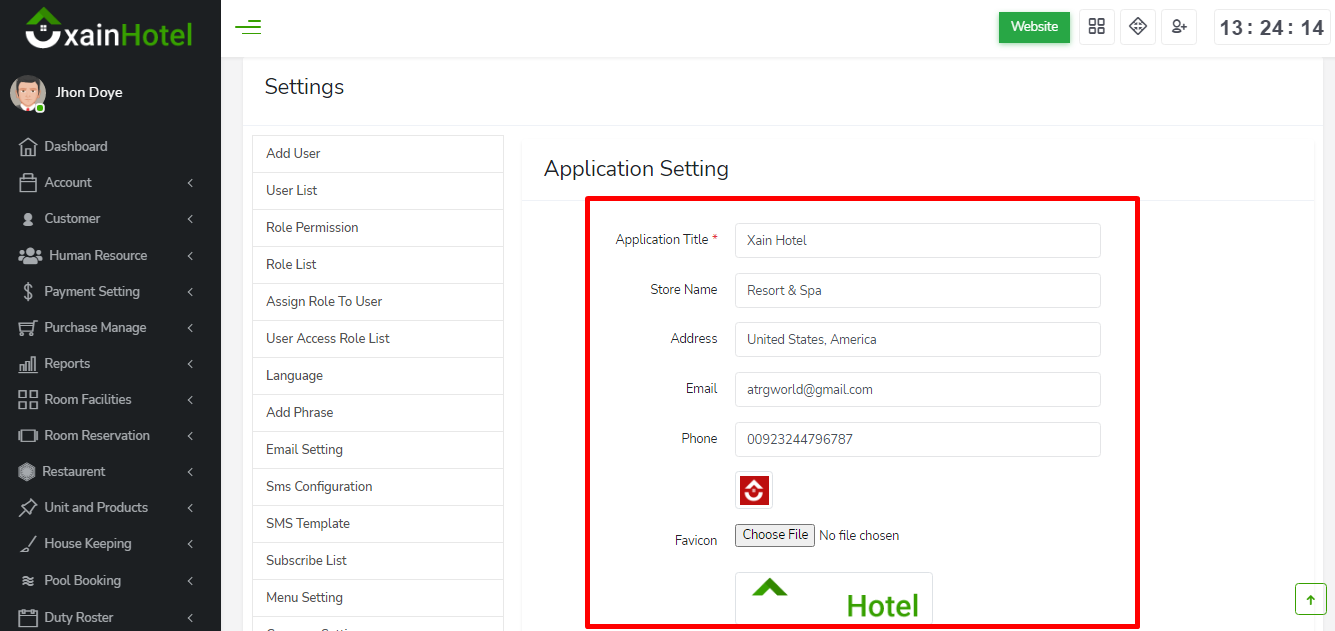 xainHotel
Website
13 : 24 : 14
Jhon Doye
Dashboard
Account
Customer
Human Resource
Payment Setting
Purchase Manage
Reports
Room Facilities
Room Reservation
Restaurent
Unit and Products
House Keeping
Pool Booking
Duty Roster
Settings
Add User
User List
Role Permission
Role List
Assign Role To User
User Access Role List
Language
Add Phrase
Email Setting
Sms Configuration
SMS Template
Subscribe List
Menu Setting
Application Setting
Application Title * Xain Hotel
Store Name Resort & Spa
Address United States, America
Email atrgworld@gmail.com
Phone 00923244796787
Favicon Choose File No file chosen
Hotel